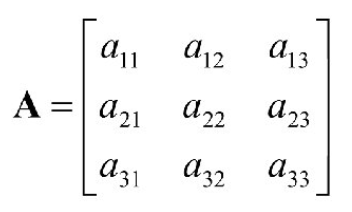 a₁₁ a₁₂ a₁₃
A = a₂₁ a₂₂ a₂₃
a₃₁ a₃₂ a₃₃